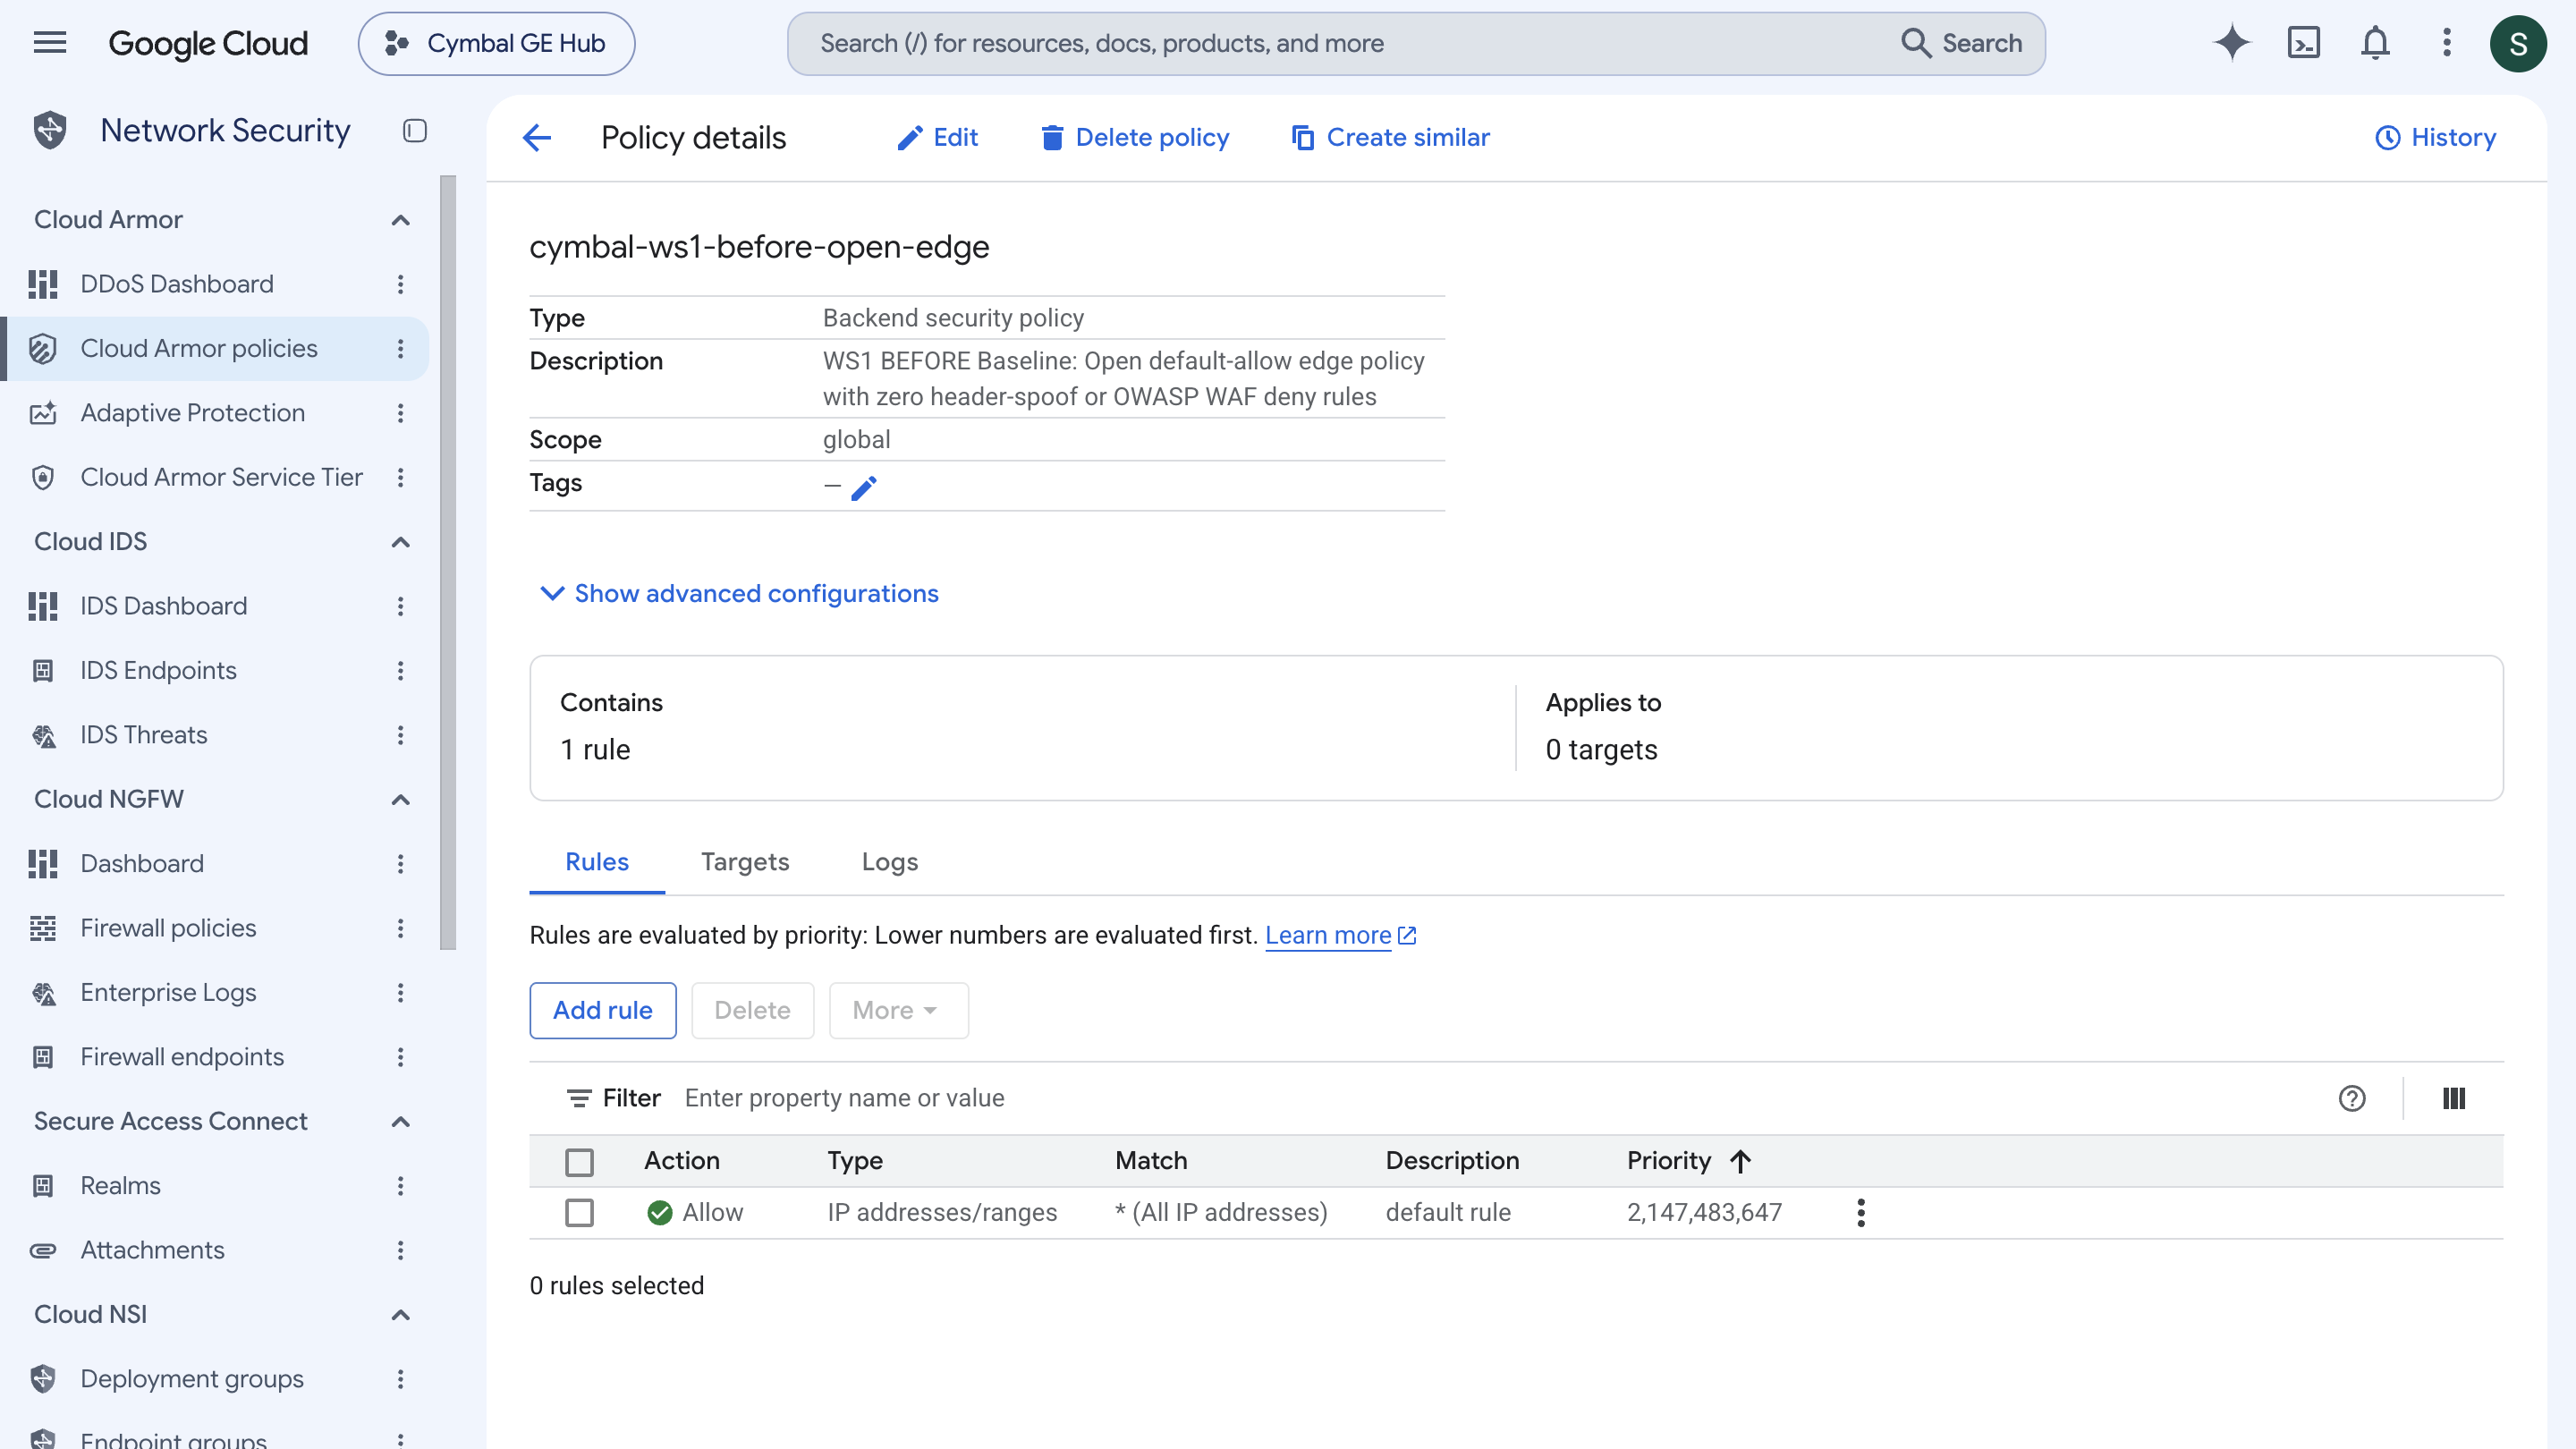 Google Cloud
Cymbal GE Hub
Search (/) for resources, docs, products, and more
Search
S
Network Security
Cloud Armor
DDoS Dashboard
Cloud Armor policies
Adaptive Protection
Cloud Armor Service Tier
Cloud IDS
IDS Dashboard
IDS Endpoints
IDS Threats
Cloud NGFW
Dashboard
Firewall policies
Enterprise Logs
Firewall endpoints
Secure Access Connect
Realms
Attachments
Cloud NSI
Deployment groups
Endpoint groups
Policy details
Edit
Delete policy
Create similar
History
cymbal-ws1-before-open-edge
Type Backend security policy
Description WS1 BEFORE Baseline: Open default-allow edge policy
with zero header-spoof or OWASP WAF deny rules
Scope global
Tags —
Show advanced configurations
Contains
1 rule
Applies to
0 targets
Rules Targets Logs
Rules are evaluated by priority: Lower numbers are evaluated first. Learn more
Add rule Delete More
Filter Enter property name or value
Action Type Match Description Priority
Allow IP addresses/ranges * (All IP addresses) default rule 2,147,483,647
0 rules selected